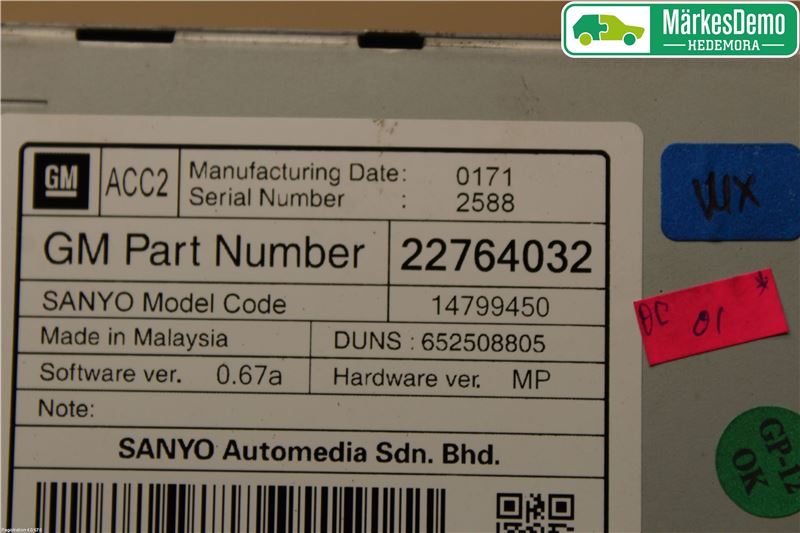 MärkesDemo
HEDEMORA
GM
ACC2
Manufacturing Date: 0171
Serial Number : 2588
GM Part Number 22764032
SANYO Model Code 14799450
Made in Malaysia DUNS : 652508805
Software ver. 0.67a Hardware ver. MP
Note:
SANYO Automedia Sdn. Bhd.
01
GP-12
OK